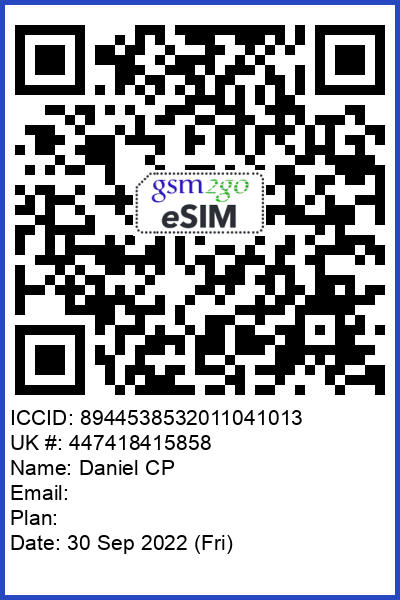 gsm2go
eSIM
ICCID: 8944538532011041013
UK #: 447418415858
Name: Daniel CP
Email:
Plan:
Date: 30 Sep 2022 (Fri)